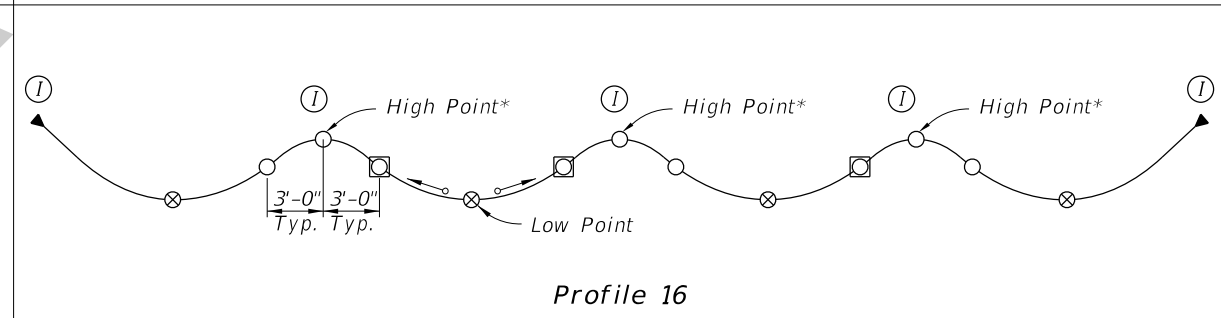 I I I I I
High Point* High Point* High Point*
3'-0" 3'-0"
Typ. Typ.
Low Point
Profile 16